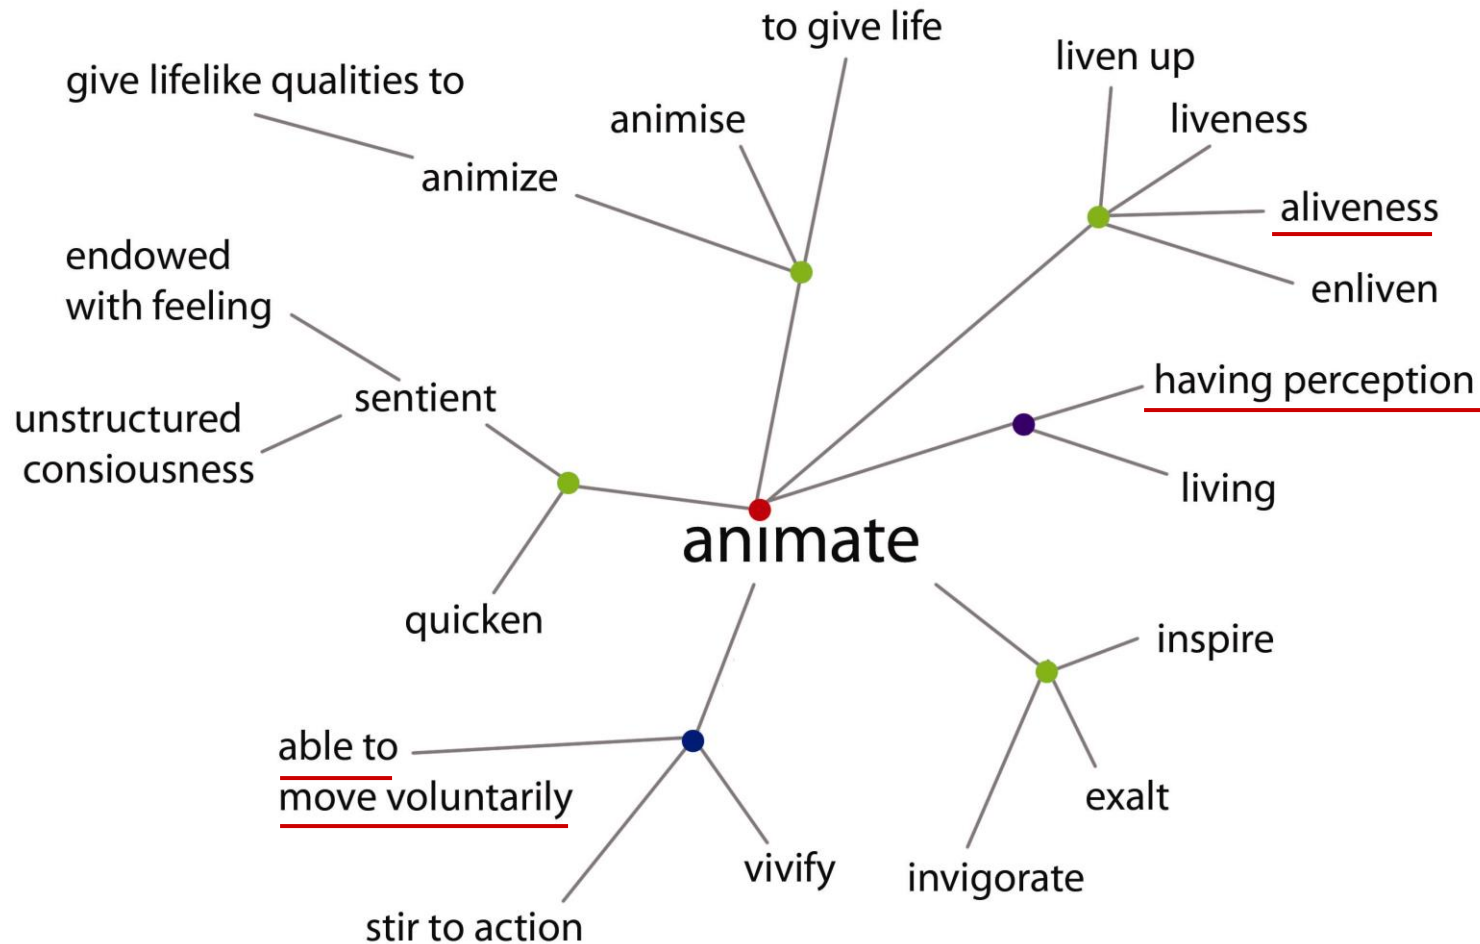 to give life
liven up
give lifelike qualities to
animise
liveness
animize
aliveness
endowed
with feeling
enliven
having perception
sentient
unstructured
consiousness
living
animate
quicken
inspire
able to
move voluntarily
exalt
vivify
invigorate
stir to action